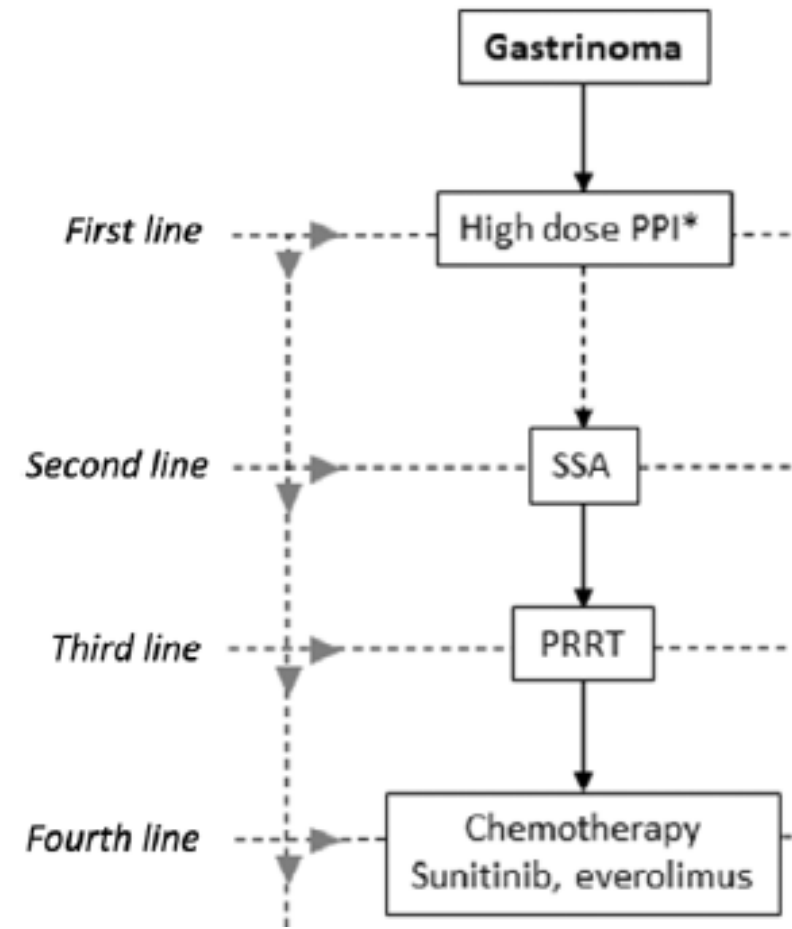 Gastrinoma
First line
High dose PPI*
Second line
SSA
Third line
PRRT
Fourth line
Chemotherapy
Sunitinib, everolimus